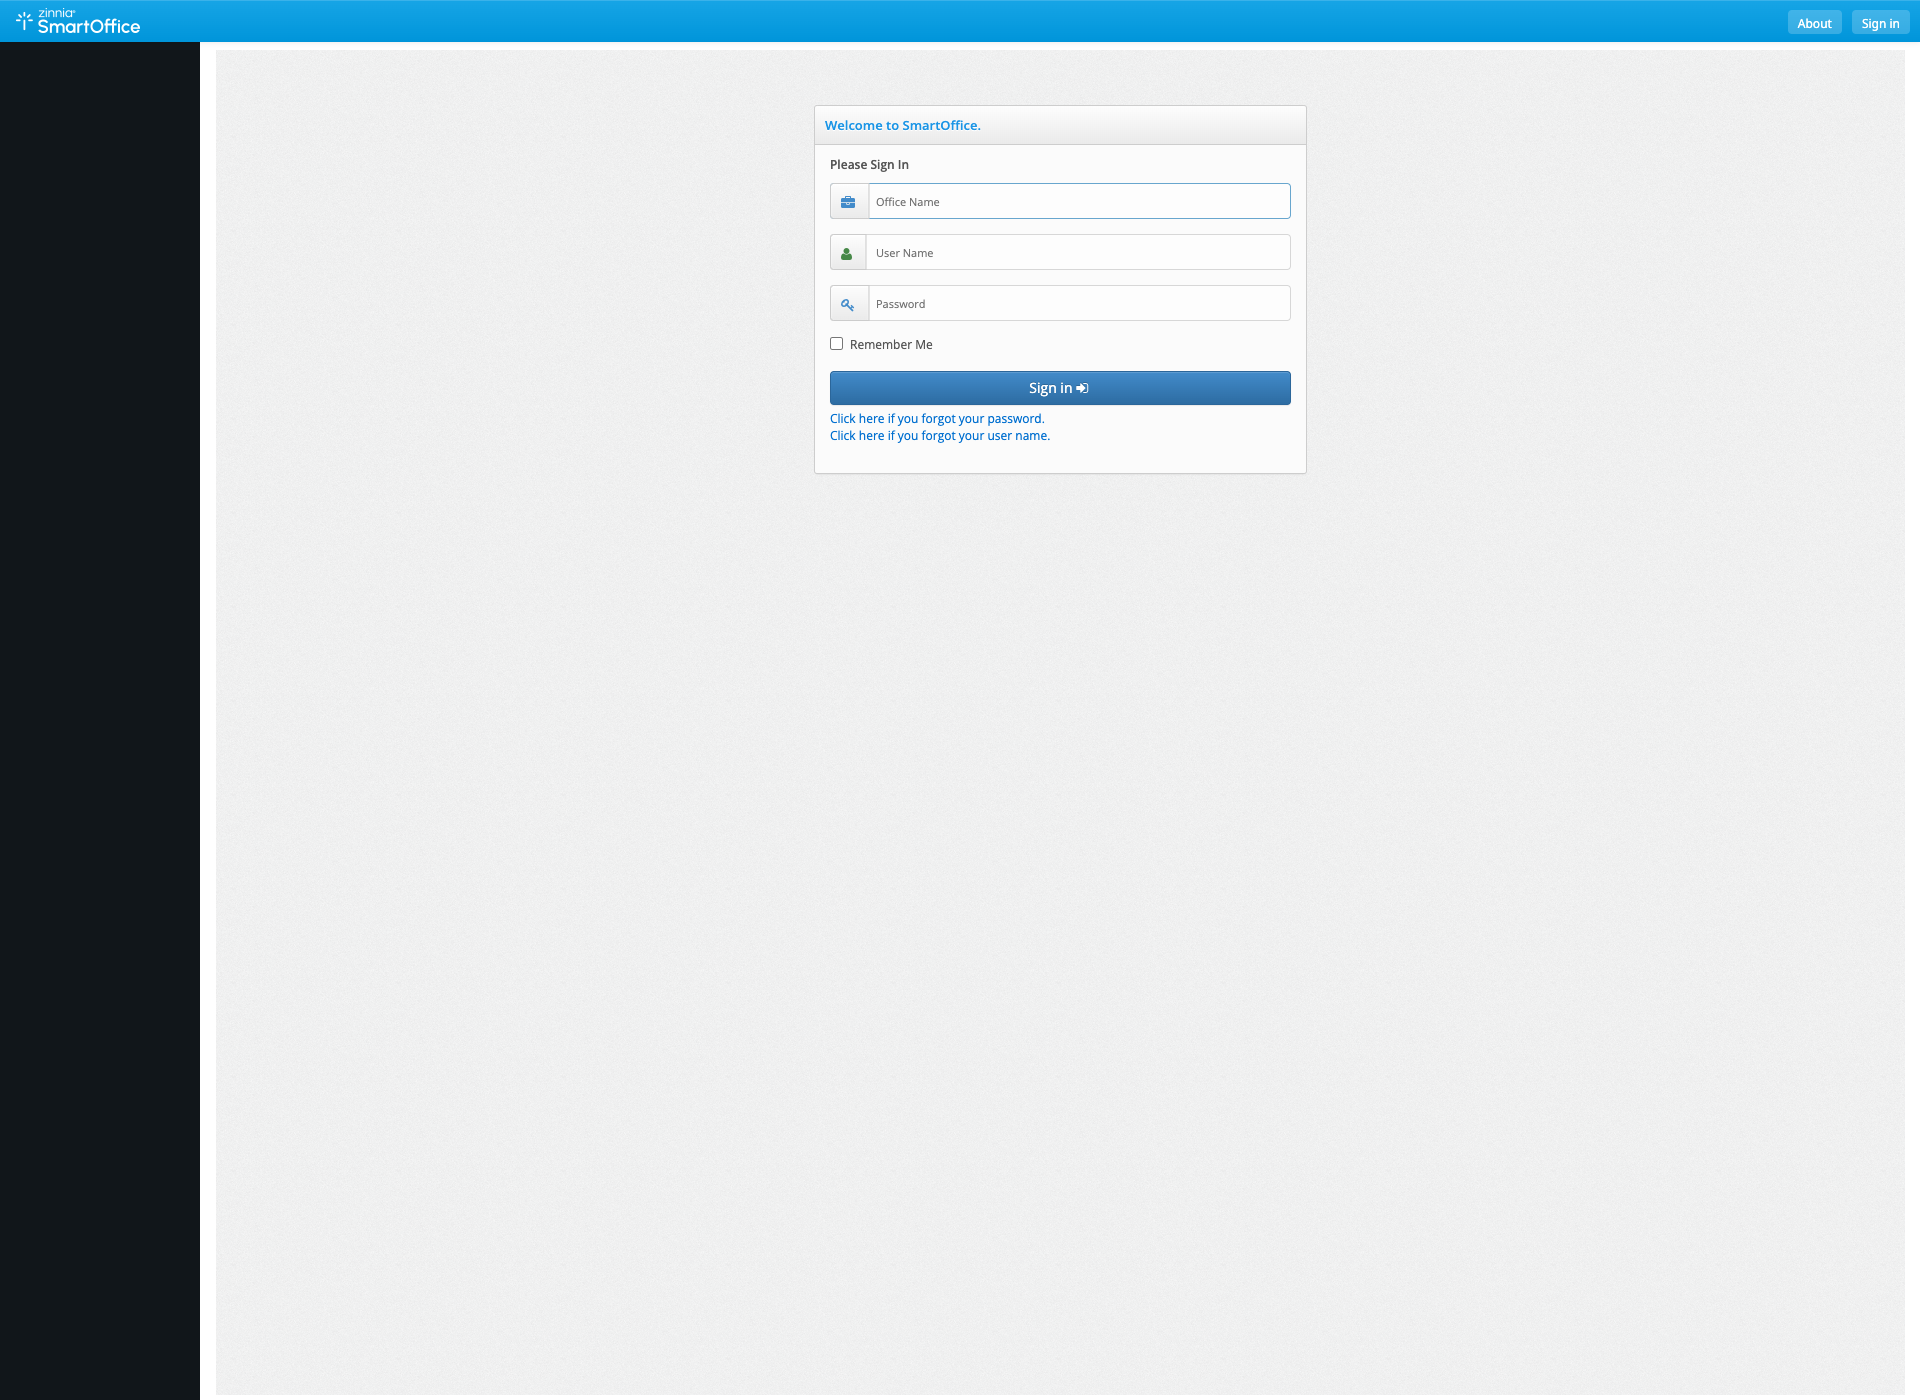 zinnia
SmartOffice
About
Sign in
Welcome to SmartOffice.
Please Sign In
Office Name
User Name
Password
Remember Me
Sign in
Click here if you forgot your password.
Click here if you forgot your user name.